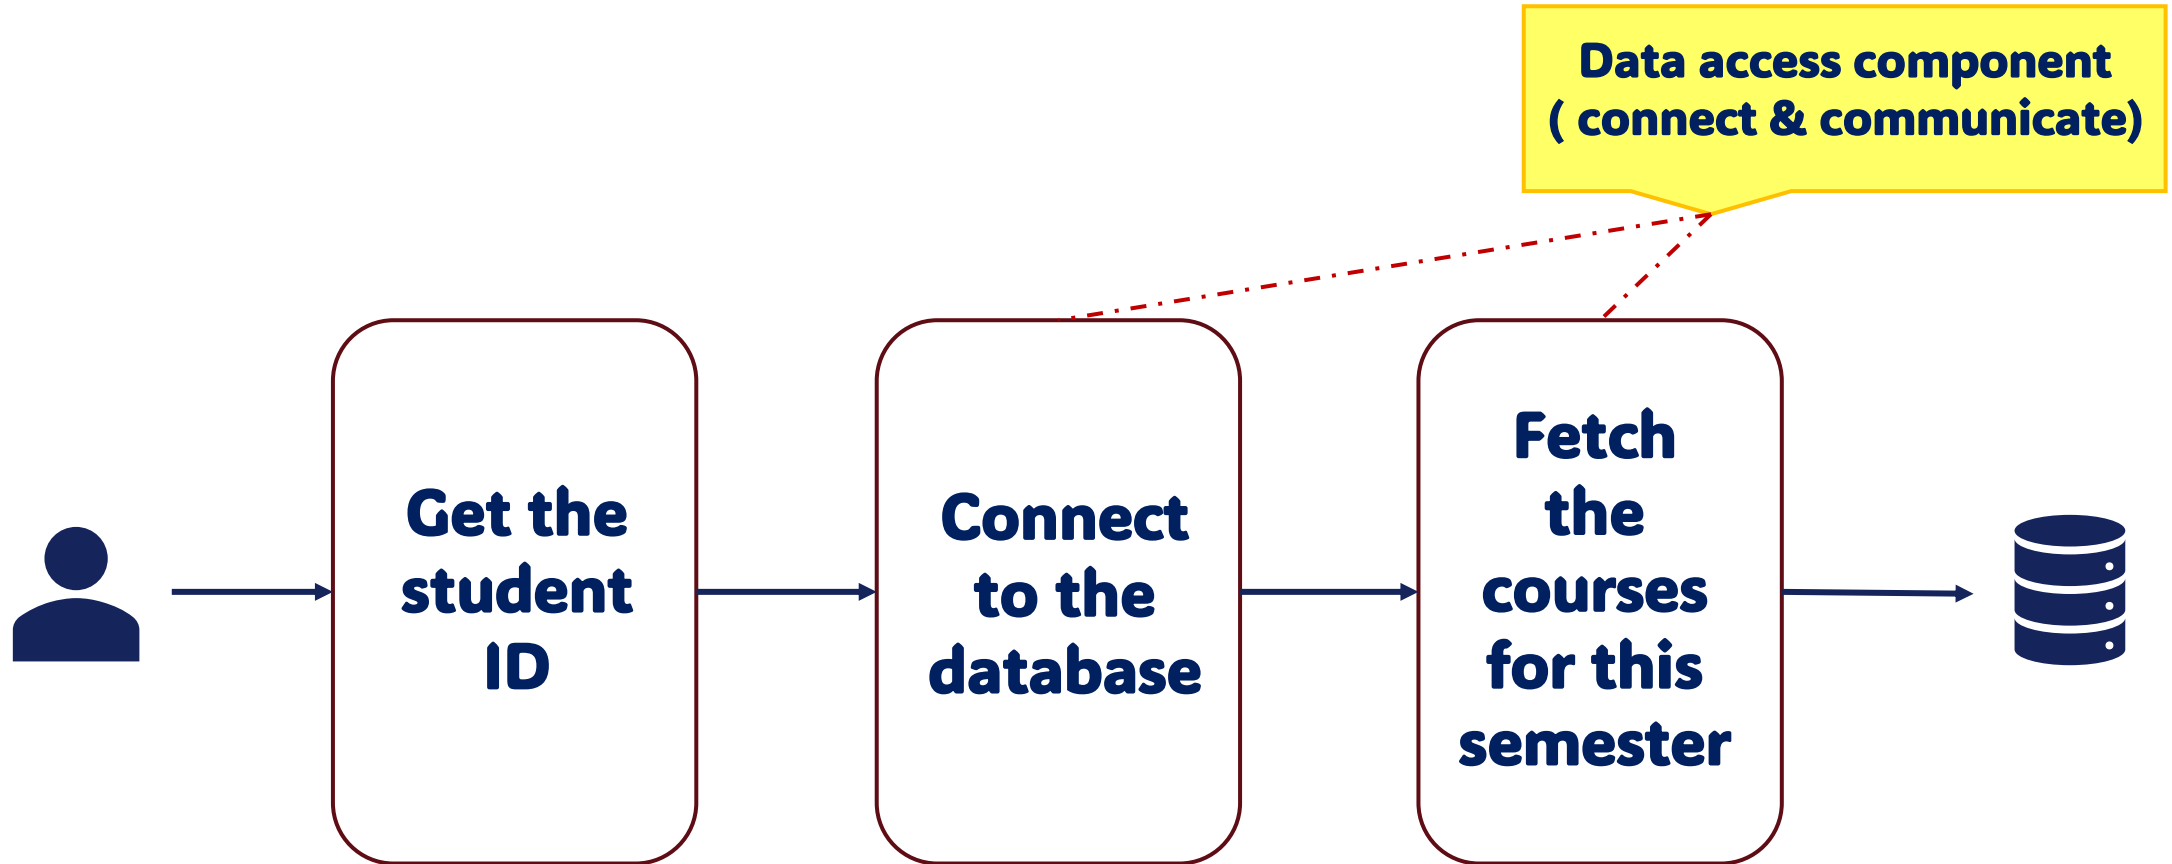 Data access component
( connect & communicate)
Get the
student
ID
Connect
to the
database
Fetch
the
courses
for this
semester